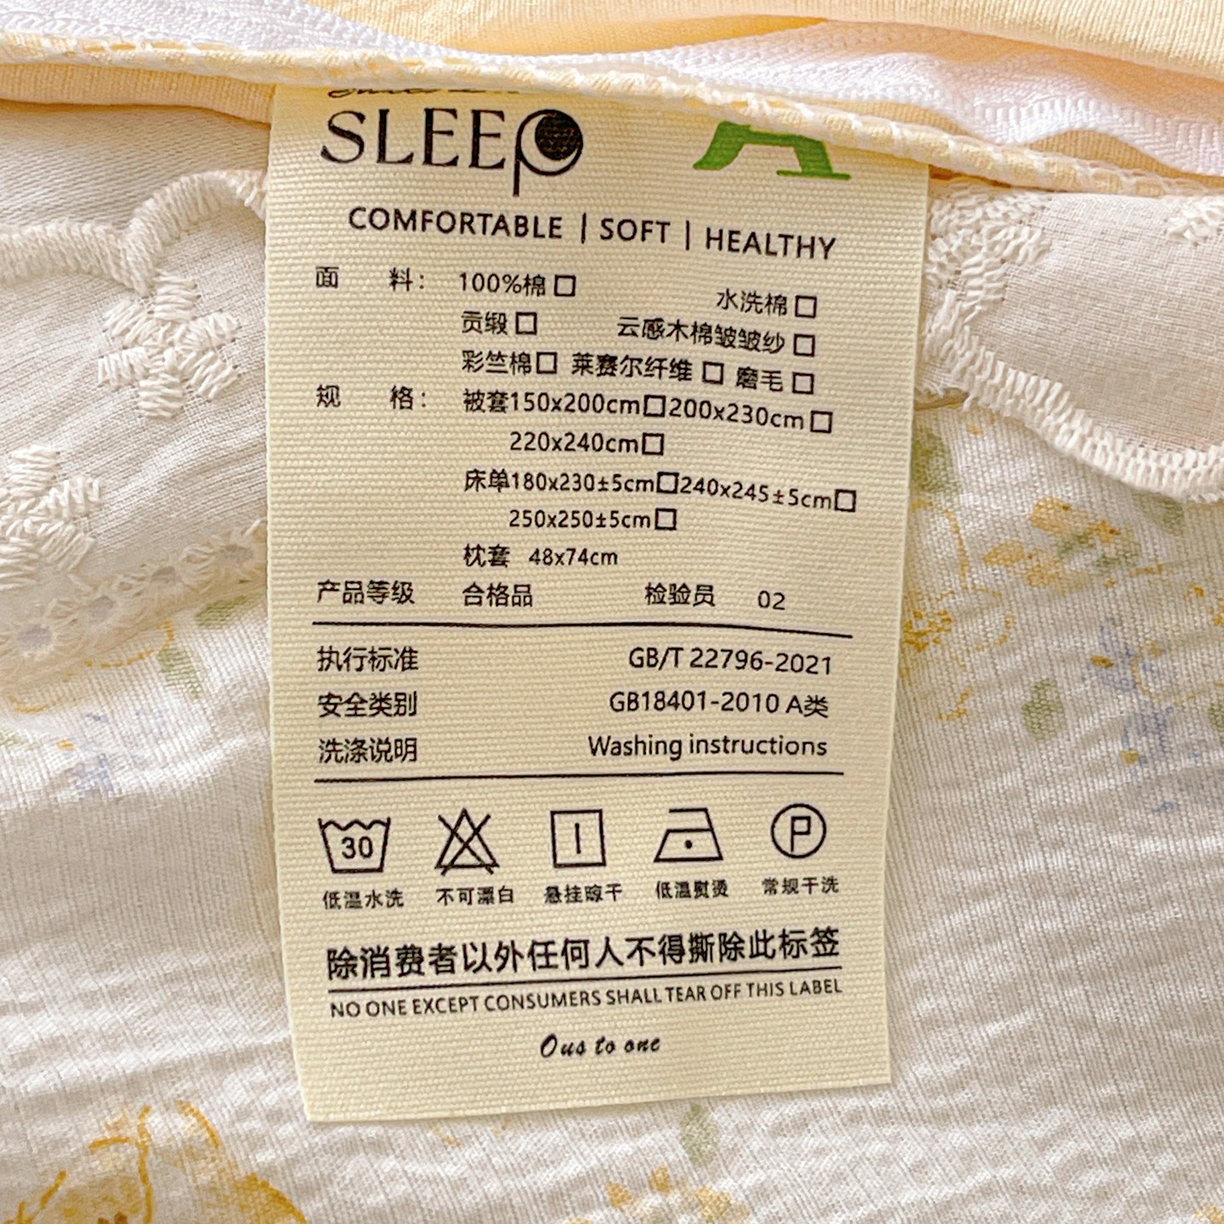 SLEEP
COMFORTABLE | SOFT | HEALTHY
面 料： 100%棉□ 水洗棉□
贡缎□ 云感木棉皱皱纱□
彩竺棉□ 莱赛尔纤维□ 磨毛□
规 格： 被套150x200cm□200x230cm□
220x240cm□
床单180x230±5cm□240x245±5cm□
250x250±5cm□
枕套 48x74cm
产品等级 合格品 检验员 02
执行标准 GB/T 22796-2021
安全类别 GB18401-2010 A类
洗涤说明 Washing instructions
30 P
低温水洗 不可漂白 悬挂晾干 低温熨烫 常规干洗
除消费者以外任何人不得撕除此标签
NO ONE EXCEPT CONSUMERS SHALL TEAR OFF THIS LABEL
Ous to one